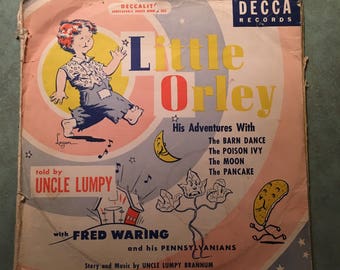 DECCALITE
DECCA
RECORDS
Little
Orley
His Adventures With
The BARN DANCE
The POISON IVY
The MOON
The PANCAKE
told by
UNCLE LUMPY
with FRED WARING
and his PENNSYLVANIANS
Story and Music by UNCLE LUMPY BRANNUM